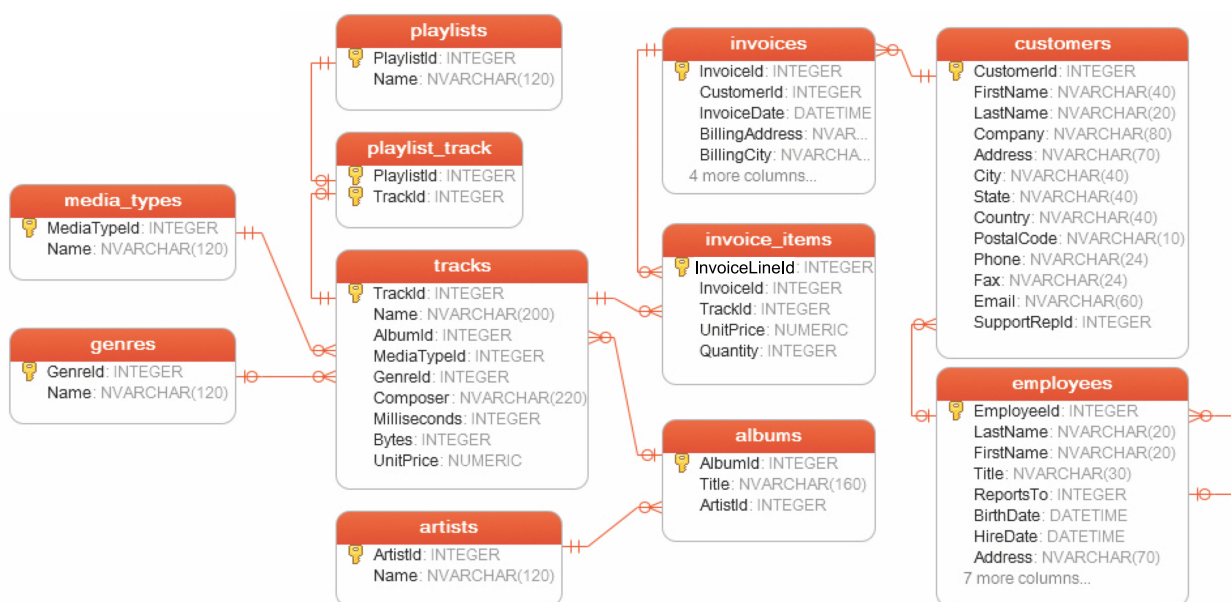 playlists
PlaylistId: INTEGER
Name: NVARCHAR(120)
playlist_track
PlaylistId: INTEGER
TrackId: INTEGER
media_types
MediaTypeId: INTEGER
Name: NVARCHAR(120)
genres
GenreId: INTEGER
Name: NVARCHAR(120)
tracks
TrackId: INTEGER
Name: NVARCHAR(200)
AlbumId: INTEGER
MediaTypeId: INTEGER
GenreId: INTEGER
Composer: NVARCHAR(220)
Milliseconds: INTEGER
Bytes: INTEGER
UnitPrice: NUMERIC
artists
ArtistId: INTEGER
Name: NVARCHAR(120)
invoices
InvoiceId: INTEGER
CustomerId: INTEGER
InvoiceDate: DATETIME
BillingAddress: NVAR...
BillingCity: NVARCHA...
4 more columns...
invoice_items
InvoiceLineId: INTEGER
InvoiceId: INTEGER
TrackId: INTEGER
UnitPrice: NUMERIC
Quantity: INTEGER
albums
AlbumId: INTEGER
Title: NVARCHAR(160)
ArtistId: INTEGER
customers
CustomerId: INTEGER
FirstName: NVARCHAR(40)
LastName: NVARCHAR(20)
Company: NVARCHAR(80)
Address: NVARCHAR(70)
City: NVARCHAR(40)
State: NVARCHAR(40)
Country: NVARCHAR(40)
PostalCode: NVARCHAR(10)
Phone: NVARCHAR(24)
Fax: NVARCHAR(24)
Email: NVARCHAR(60)
SupportRepId: INTEGER
employees
EmployeeId: INTEGER
LastName: NVARCHAR(20)
FirstName: NVARCHAR(20)
Title: NVARCHAR(30)
ReportsTo: INTEGER
BirthDate: DATETIME
HireDate: DATETIME
Address: NVARCHAR(70)
7 more columns...